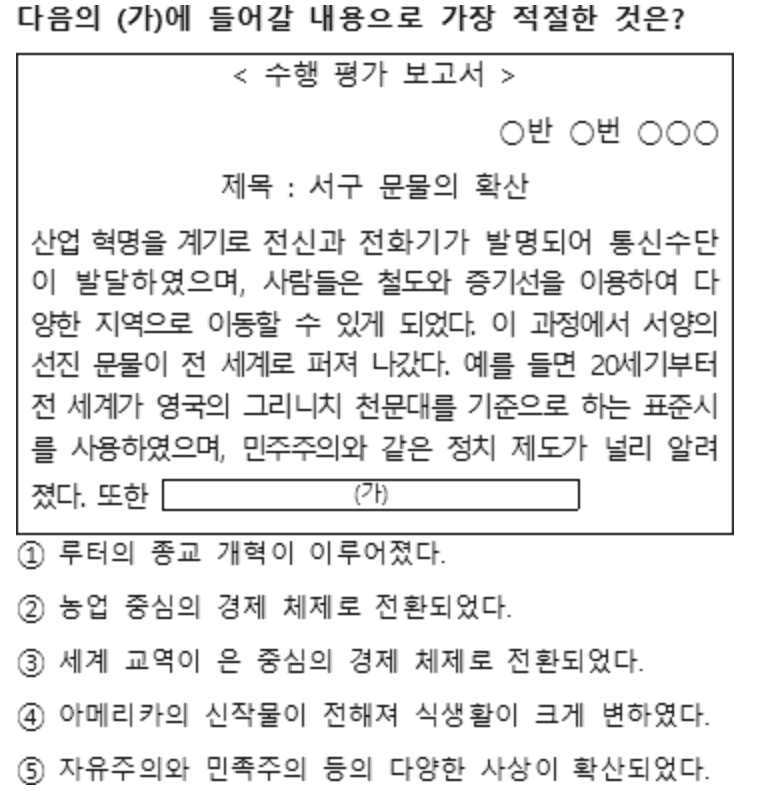 다음의 (가)에 들어갈 내용으로 가장 적절한 것은?
< 수행 평가 보고서 >
○반 ○번 ○○○
제목 : 서구 문물의 확산
산업 혁명을 계기로 전신과 전화기가 발명되어 통신수단
이 발달하였으며, 사람들은 철도와 증기선을 이용하여 다
양한 지역으로 이동할 수 있게 되었다. 이 과정에서 서양의
선진 문물이 전 세계로 퍼져 나갔다. 예를 들면 20세기부터
전 세계가 영국의 그리니치 천문대를 기준으로 하는 표준시
를 사용하였으며, 민주주의와 같은 정치 제도가 널리 알려
졌다. 또한 (가)
① 루터의 종교 개혁이 이루어졌다.
② 농업 중심의 경제 체제로 전환되었다.
③ 세계 교역이 은 중심의 경제 체제로 전환되었다.
④ 아메리카의 신작물이 전해져 식생활이 크게 변하였다.
⑤ 자유주의와 민족주의 등의 다양한 사상이 확산되었다.